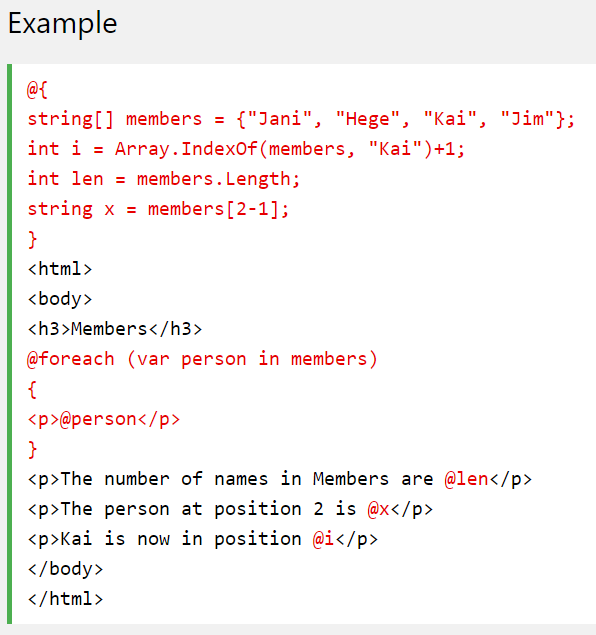 Example
@{
string[] members = {"Jani", "Hege", "Kai", "Jim"};
int i = Array.IndexOf(members, "Kai")+1;
int len = members.Length;
string x = members[2-1];
}
<html>
<body>
<h3>Members</h3>
@foreach (var person in members)
{
<p>@person</p>
}
<p>The number of names in Members are @len</p>
<p>The person at position 2 is @x</p>
<p>Kai is now in position @i</p>
</body>
</html>